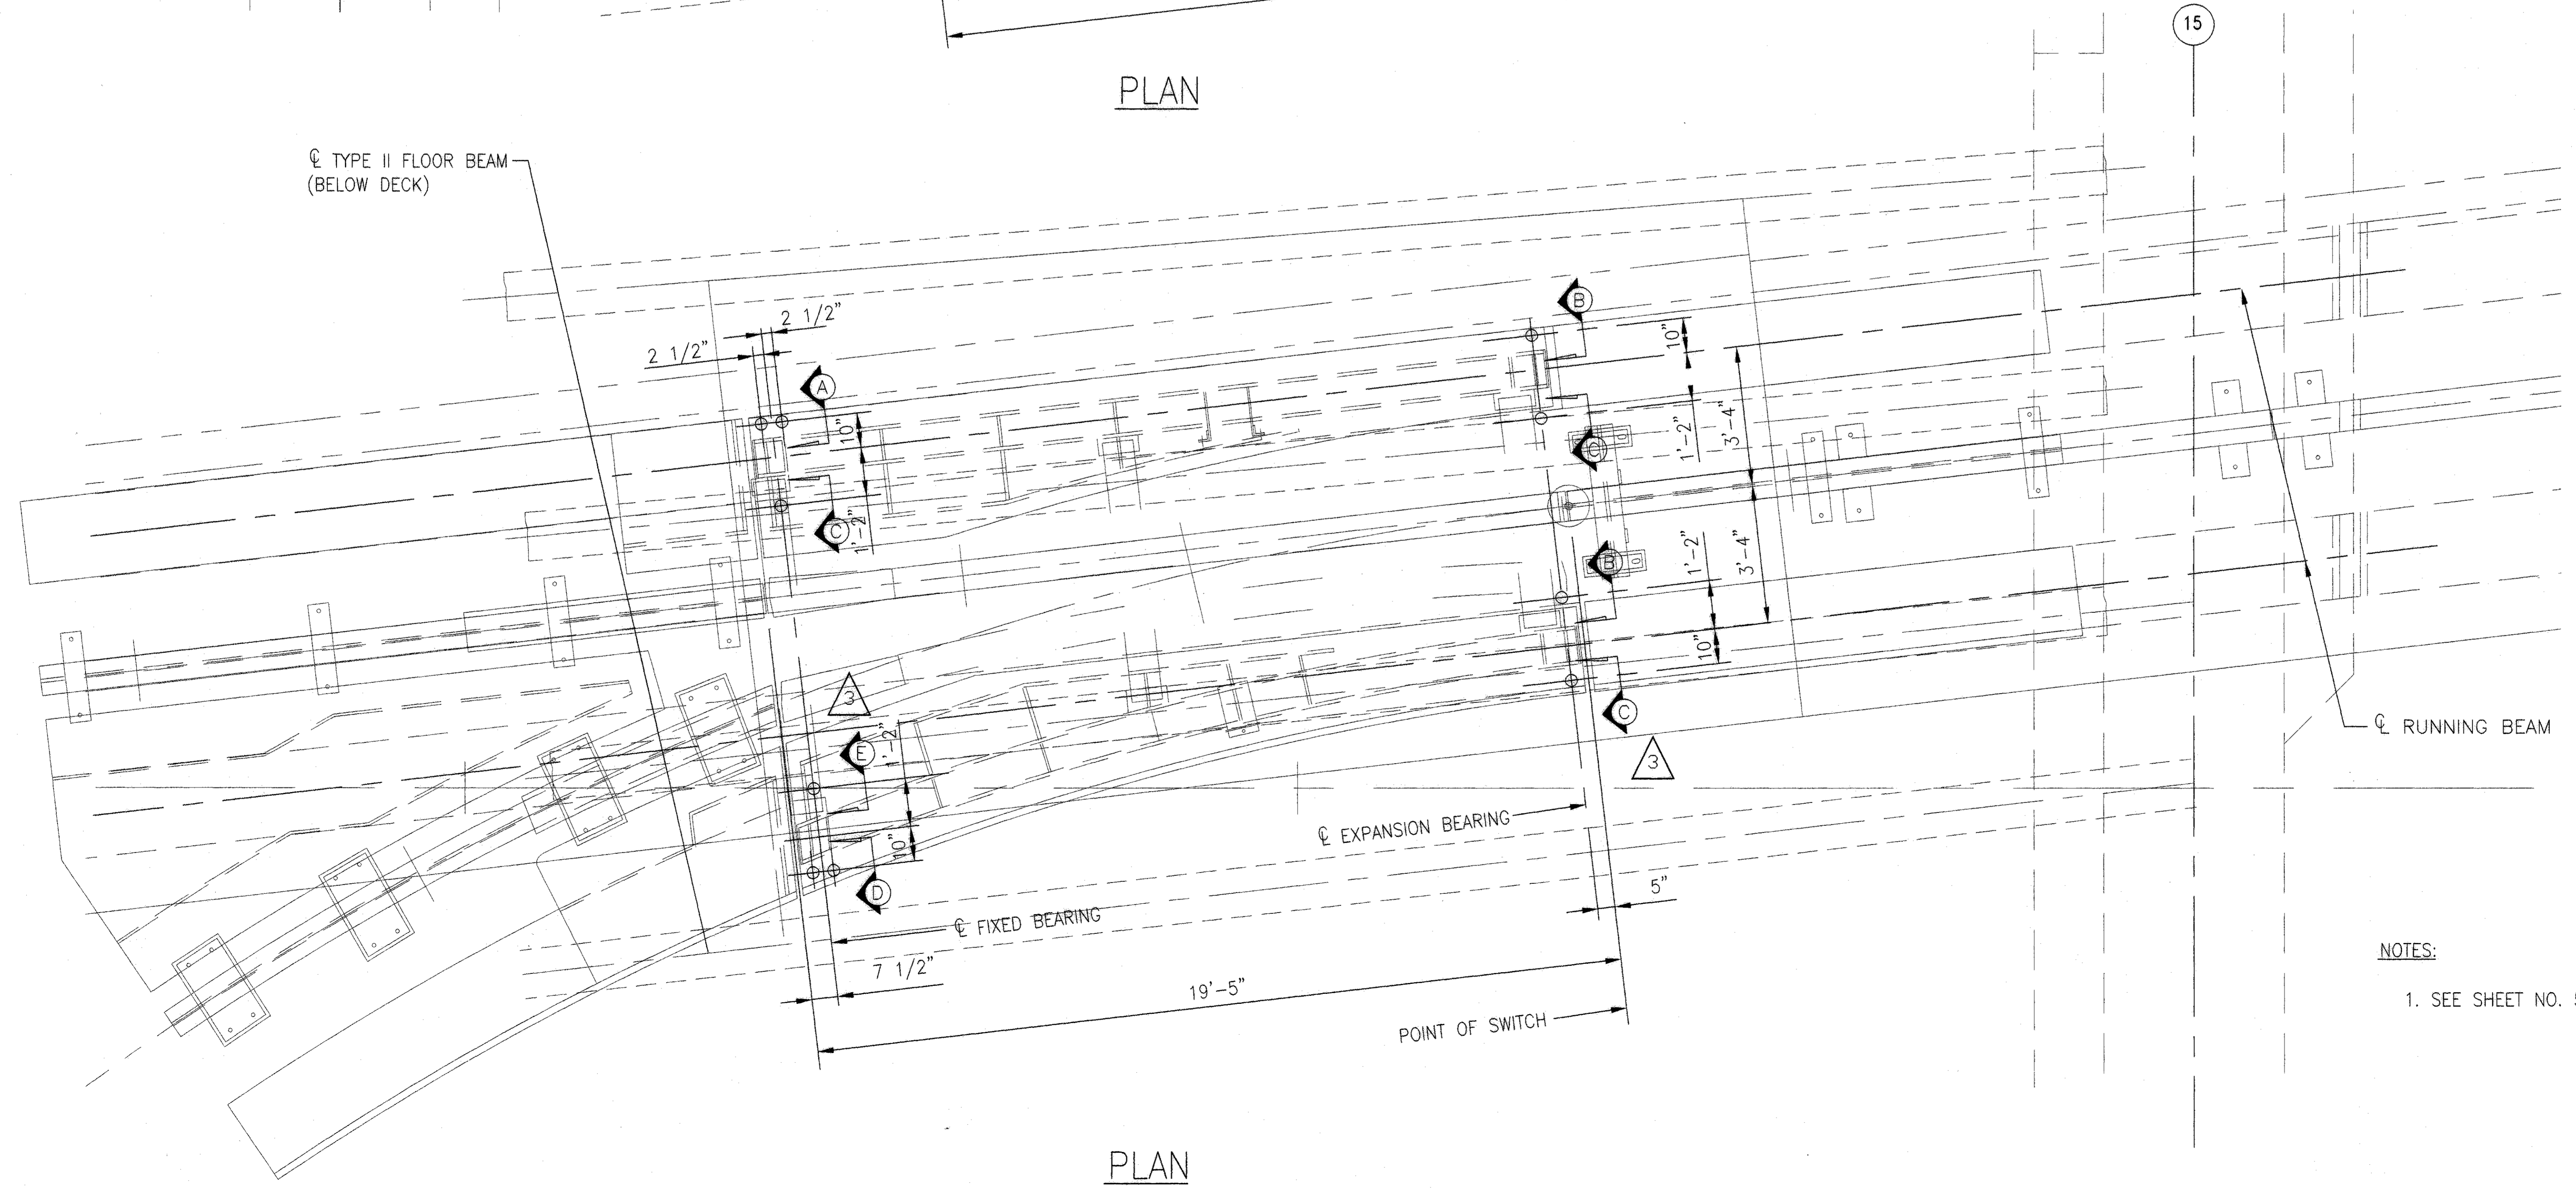 15
PLAN
℄ TYPE II FLOOR BEAM
(BELOW DECK)
2 1/2"
2 1/2"
A
10"
C
1'-2"
B
10"
1'-2"
3'-4"
C
B
1'-2"
3'-4"
10"
C
3
3
E
1'-2"
10"
D
℄ RUNNING BEAM
℄ EXPANSION BEARING
5"
℄ FIXED BEARING
7 1/2"
19'-5"
POINT OF SWITCH
NOTES:
1. SEE SHEET NO.
PLAN